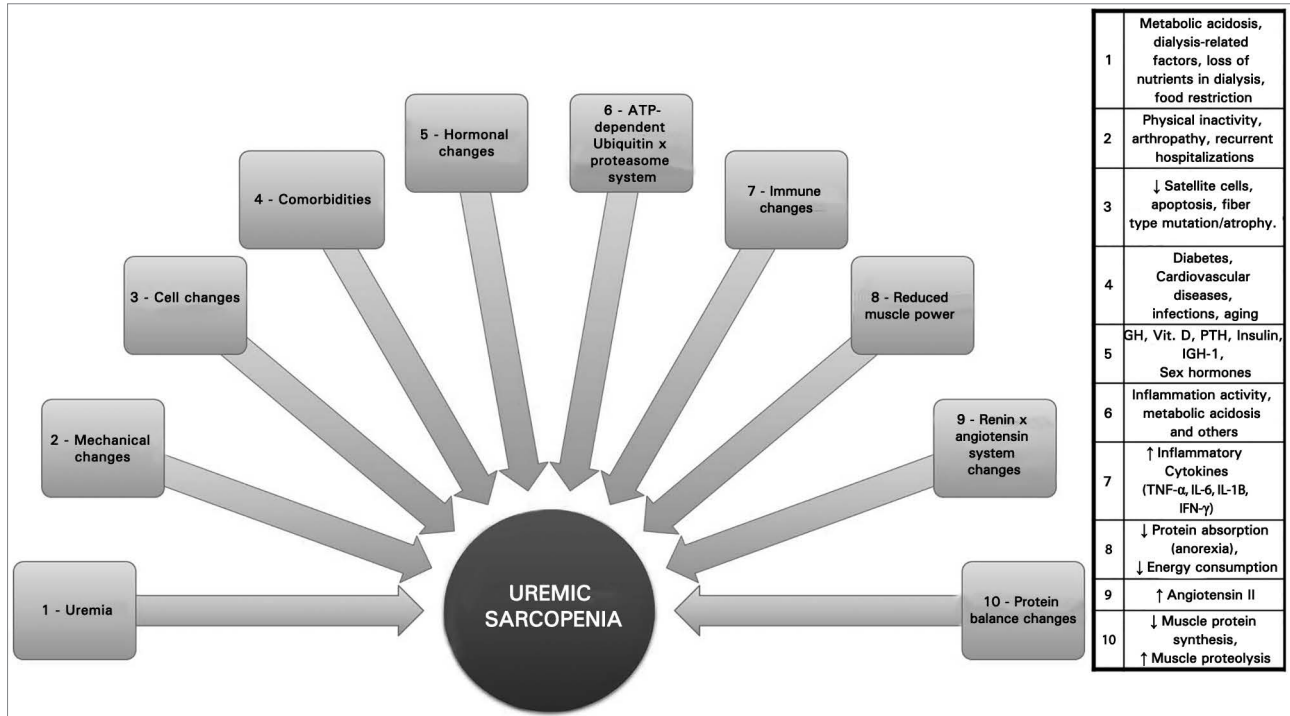 1 - Uremia
2 - Mechanical
changes
3 - Cell changes
4 - Comorbidities
5 - Hormonal
changes
6 - ATP-
dependent
Ubiquitin x
proteasome
system
7 - Immune
changes
8 - Reduced
muscle power
9 - Renin x
angiotensin
system
changes
10 - Protein
balance changes
UREMIC
SARCOPENIA
1
Metabolic acidosis,
dialysis-related
factors, loss of
nutrients in dialysis,
food restriction
2
Physical inactivity,
arthropathy, recurrent
hospitalizations
3
↓ Satellite cells,
apoptosis, fiber
type mutation/atrophy.
4
Diabetes,
Cardiovascular
diseases,
infections, aging
5
GH, Vit. D, PTH, Insulin,
IGH-1,
Sex hormones
6
Inflammation activity,
metabolic acidosis
and others
7
↑ Inflammatory
Cytokines
(TNF-α, IL-6, IL-1B,
IFN-γ)
8
↓ Protein absorption
(anorexia),
↓ Energy consumption
9
↑ Angiotensin II
10
↓ Muscle protein
synthesis,
↑ Muscle proteolysis